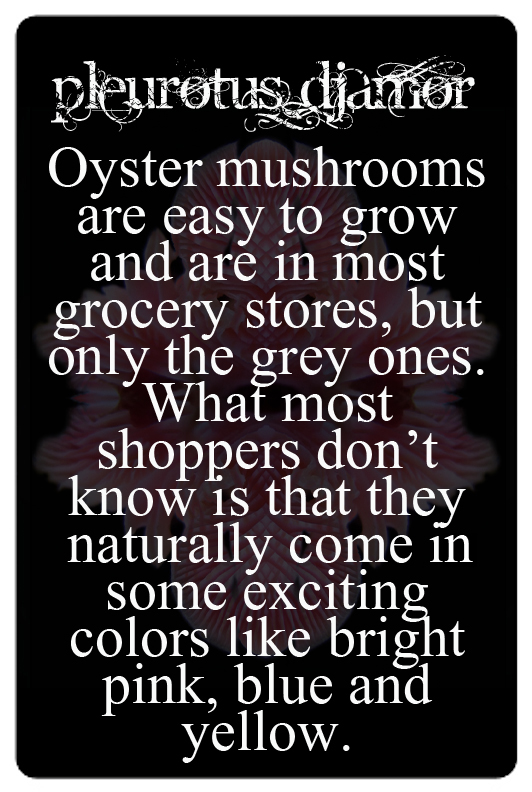 pleurotus djamor
Oyster mushrooms
are easy to grow
and are in most
grocery stores, but
only the grey ones.
What most
shoppers don’t
know is that they
naturally come in
some exciting
colors like bright
pink, blue and
yellow.